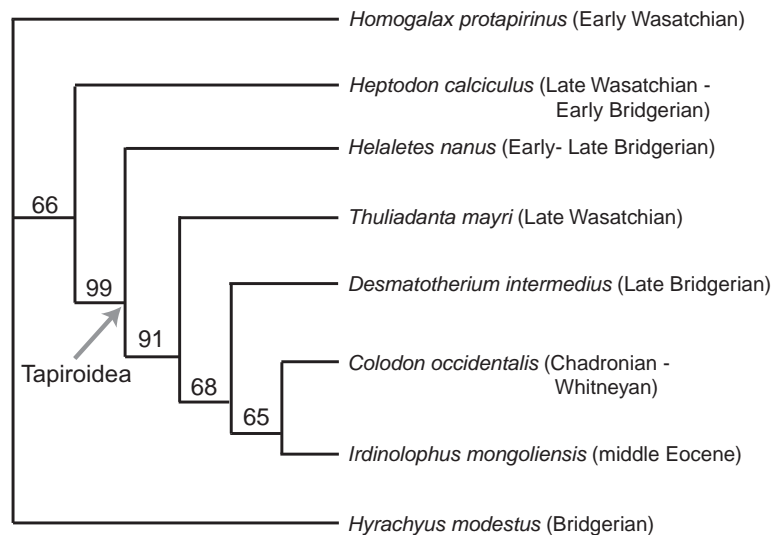 Homogalax protapirinus (Early Wasatchian)
Heptodon calciculus (Late Wasatchian -
Early Bridgerian)
Helaletes nanus (Early- Late Bridgerian)
66
Thuliadanta mayri (Late Wasatchian)
99
Desmatotherium intermedius (Late Bridgerian)
91
Tapiroidea
Colodon occidentalis (Chadronian -
Whitneyan)
68
65
Irdinolophus mongoliensis (middle Eocene)
Hyrachyus modestus (Bridgerian)